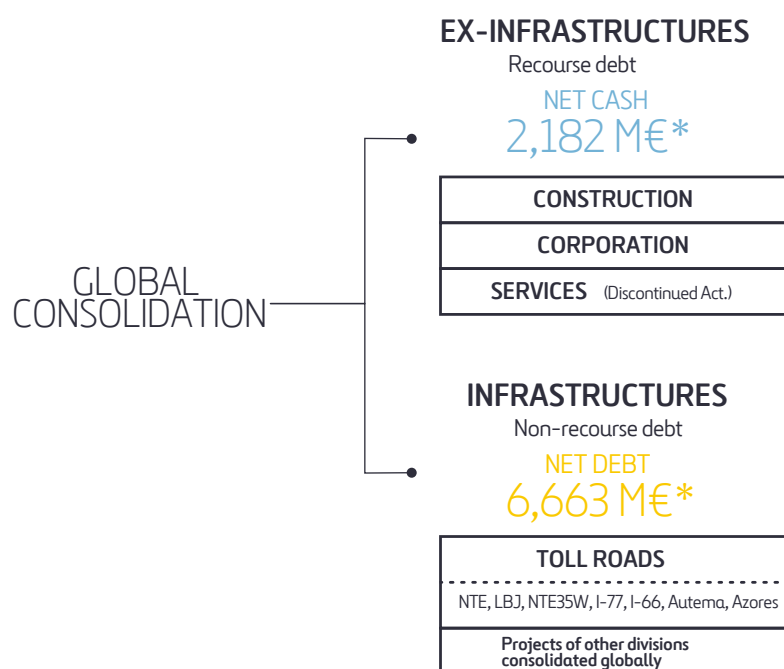 EX-INFRASTRUCTURES
Recourse debt
NET CASH
2,182 M€*
CONSTRUCTION
CORPORATION
SERVICES (Discontinued Act.)
GLOBAL
CONSOLIDATION
INFRASTRUCTURES
Non-recourse debt
NET DEBT
6,663 M€*
TOLL ROADS
NTE, LBJ, NTE35W, I-77, I-66, Autema, Azores
Projects of other divisions
consolidated globally